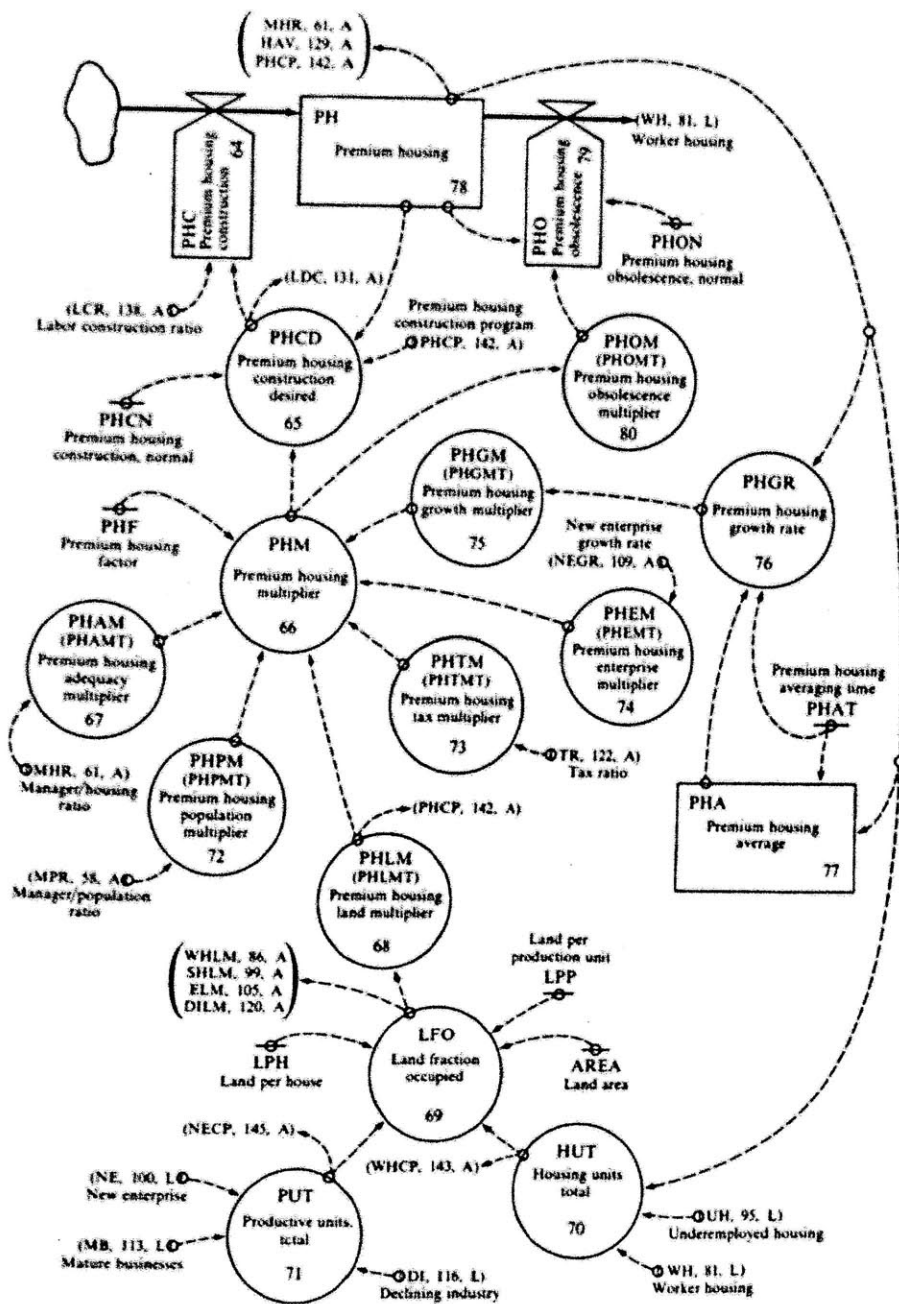 MHR, 61, A
HAV, 129, A
PHCP, 142, A
PH
Premium housing
78
PHC
Premium housing
construction
64
PHO
Premium housing
obsolescence
79
(WH, 81, L)
Worker housing
PHON
Premium housing
obsolescence, normal
(LCR, 138, A
Labor construction ratio
(LDC, 131, A)
Premium housing
construction program
PHCP, 142, A)
PHCD
Premium housing
construction
desired
65
PHOM
(PHOMT)
Premium housing
obsolescence
multiplier
80
PHCN
Premium housing
construction, normal
PHGM
(PHGMT)
Premium housing
growth multiplier
75
PHGR
Premium housing
growth rate
76
PHF
Premium housing
factor
PHM
Premium housing
multiplier
66
New enterprise
growth rate
(NEGR, 109, A
PHEM
(PHEMT)
Premium housing
enterprise multiplier
74
PHAM
(PHAMT)
Premium housing
adequacy
multiplier
67
PHTM
(PHTMT)
Premium housing
tax multiplier
73
Premium housing
averaging time
PHAT
MHR, 61, A)
Manager/housing
ratio
PHPM
(PHPMT)
Premium housing
population
multiplier
72
TR, 122, A)
Tax ratio
PHA
Premium housing
average
77
(PHCP, 142, A)
(MPR, 58, A
Manager/population
ratio
PHLM
(PHLMT)
Premium housing
land multiplier
68
WHLM, 86, A
SHLM, 99, A
ELM, 105, A
DILM, 120, A
Land per
production unit
LPP
LPH
Land per house
LFO
Land fraction
occupied
69
AREA
Land area
(NECP, 145, A)
(WHCP, 143, A)
HUT
Housing units
total
70
(NE, 100, L
New enterprise
PUT
Productive units,
total
71
(MB, 113, L
Mature businesses
UH, 95, L)
Underemployed housing
DI, 116, L)
Declining industry
WH, 81, L)
Worker housing